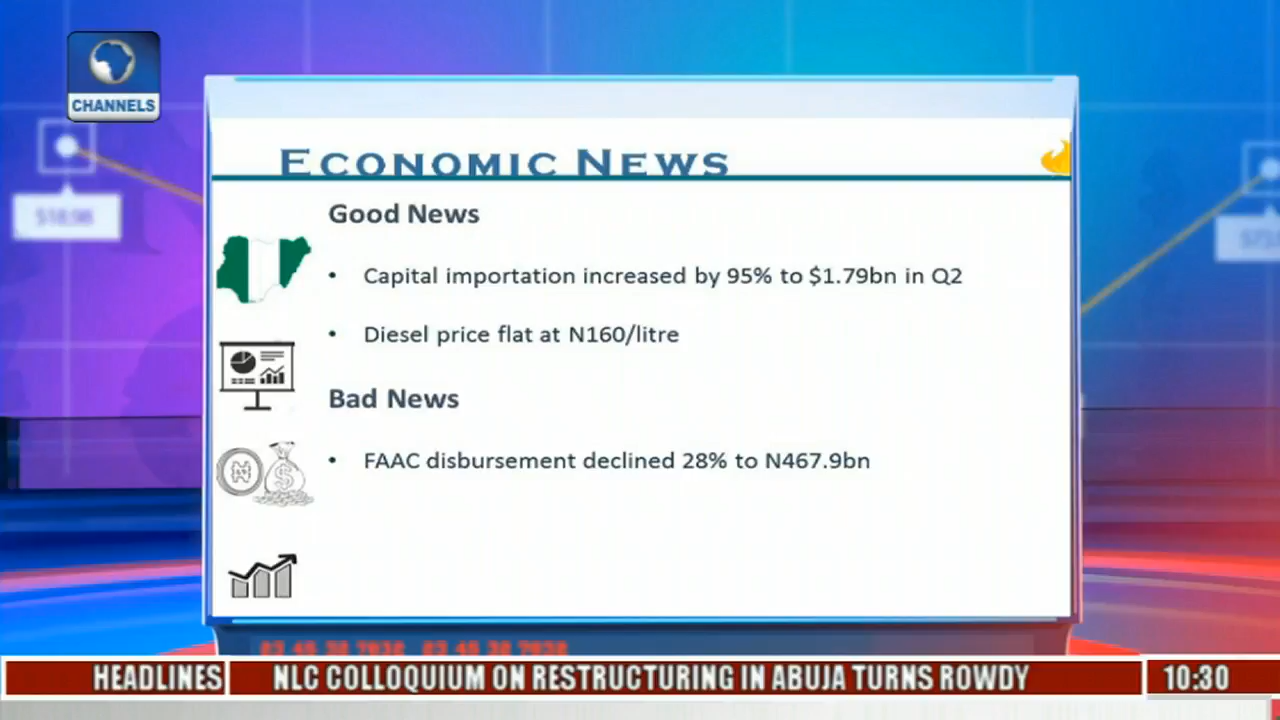 CHANNELS
ECONOMIC NEWS
Good News
• Capital importation increased by 95% to $1.79bn in Q2
• Diesel price flat at N160/litre
Bad News
• FAAC disbursement declined 28% to N467.9bn
HEADLINES NLC COLLOQUIUM ON RESTRUCTURING IN ABUJA TURNS ROWDY 10:30